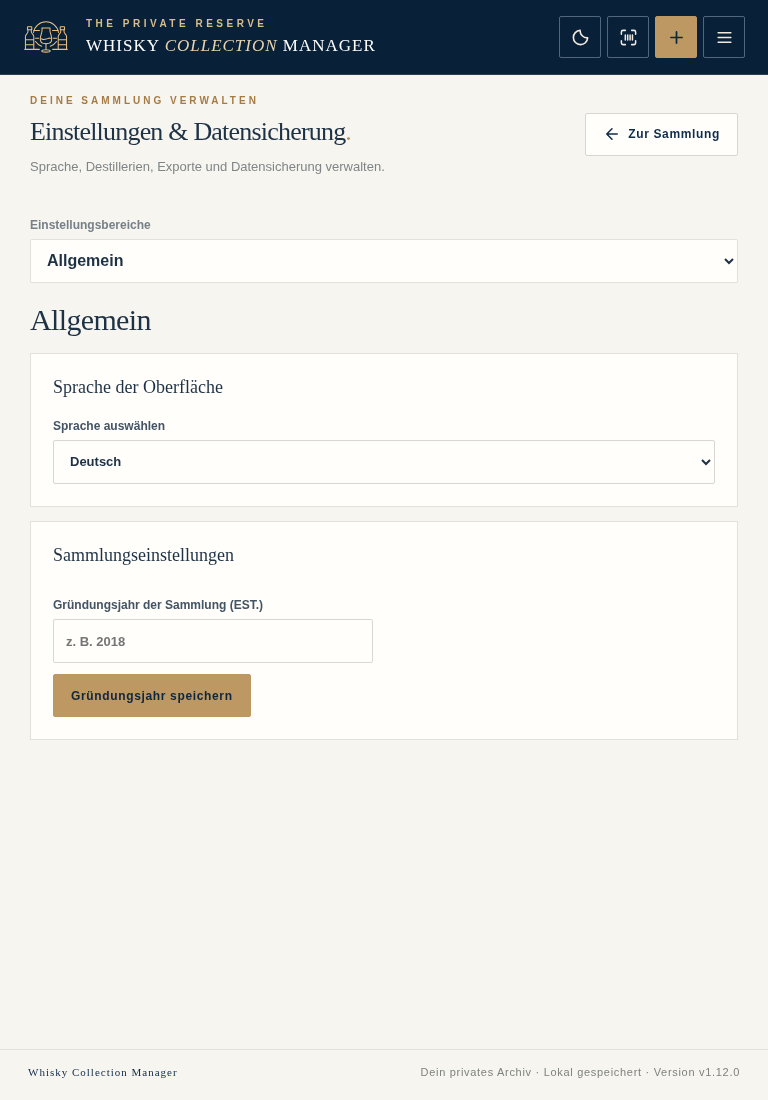 THE PRIVATE RESERVE
WHISKY COLLECTION MANAGER
DEINE SAMMLUNG VERWALTEN
Einstellungen & Datensicherung.
Zur Sammlung
Sprache, Destillerien, Exporte und Datensicherung verwalten.
Einstellungsbereiche
Allgemein
Allgemein
Sprache der Oberfläche
Sprache auswählen
Deutsch
Sammlungseinstellungen
Gründungsjahr der Sammlung (EST.)
z. B. 2018
Gründungsjahr speichern
Whisky Collection Manager
Dein privates Archiv · Lokal gespeichert · Version v1.12.0